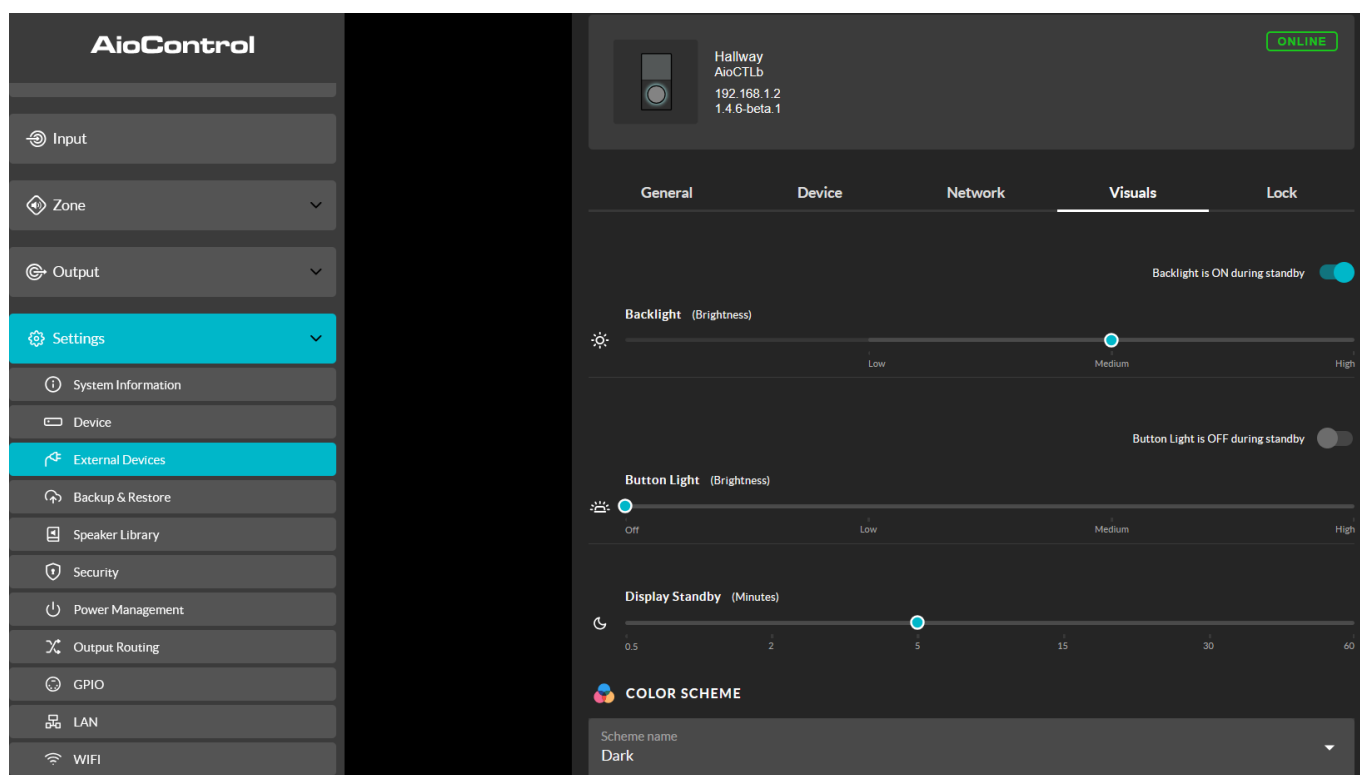 AioControl
Input
Zone
Output
Settings
System Information
Device
External Devices
Backup & Restore
Speaker Library
Security
Power Management
Output Routing
GPIO
LAN
WIFI
Hallway
AioCTLb
192.168.1.2
1.4.6-beta.1
ONLINE
General Device Network Visuals Lock
Backlight is ON during standby
Backlight (Brightness)
Low Medium High
Button Light is OFF during standby
Button Light (Brightness)
Off Low Medium High
Display Standby (Minutes)
0.5 2 5 15 30 60
COLOR SCHEME
Scheme name
Dark